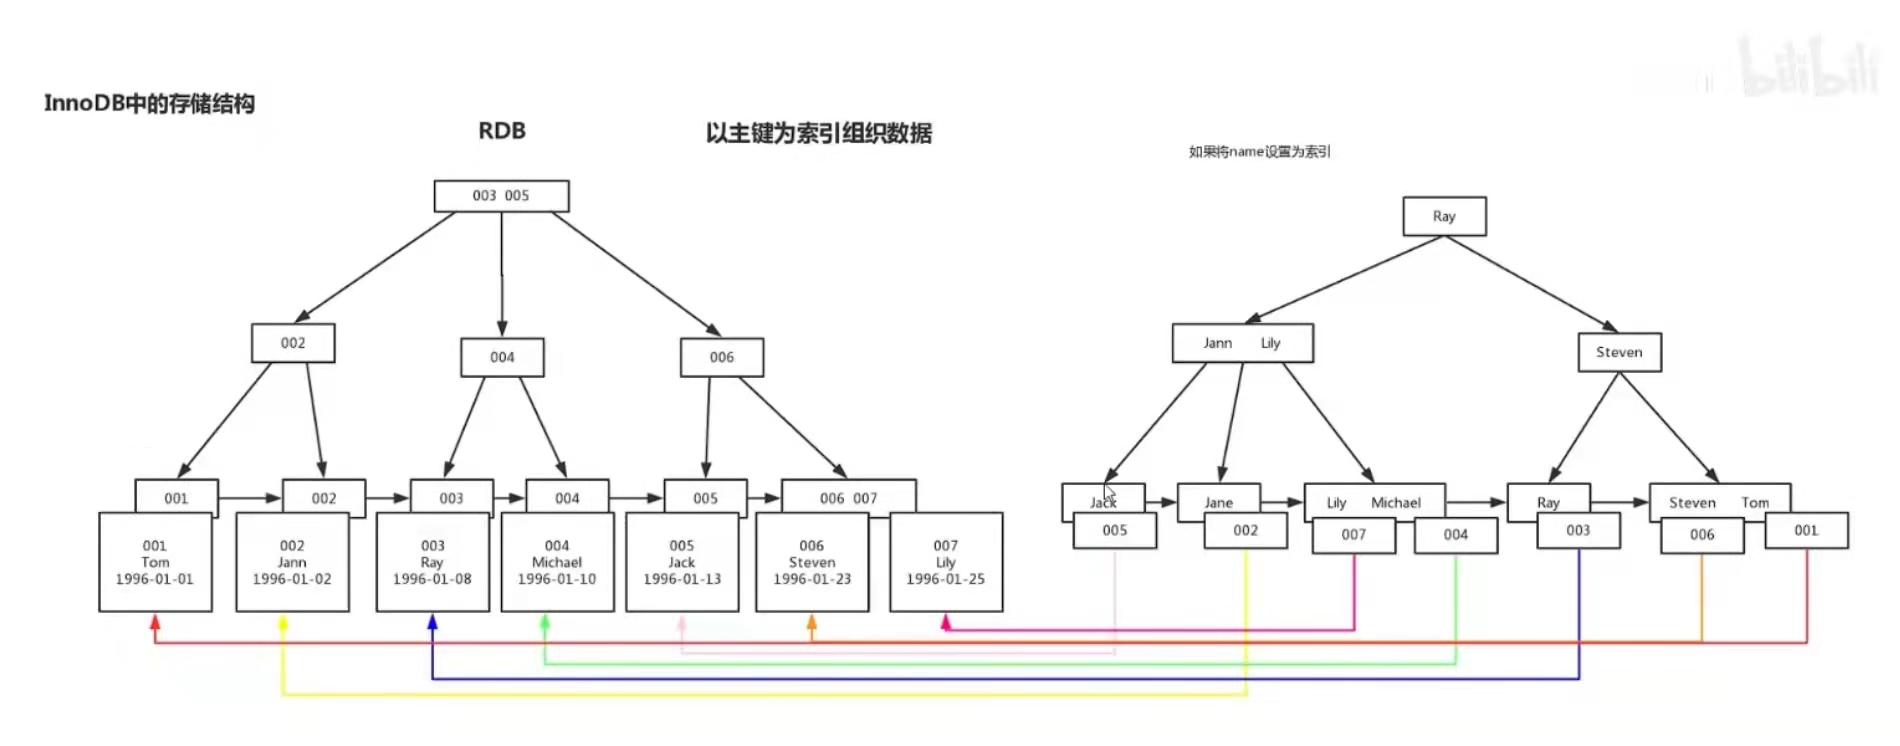 bilibili
InnoDB中的存储结构
RDB
以主键为索引组织数据
如果将name设置为索引
003 005
Ray
002
004
006
Jann Lily
Steven
001
002
003
004
005
006 007
Jack
Jane
Lily Michael
Ray
Steven Tom
005
002
007
004
003
006
001
001
Tom
1996-01-01
002
Jann
1996-01-02
003
Ray
1996-01-08
004
Michael
1996-01-10
005
Jack
1996-01-13
006
Steven
1996-01-23
007
Lily
1996-01-25